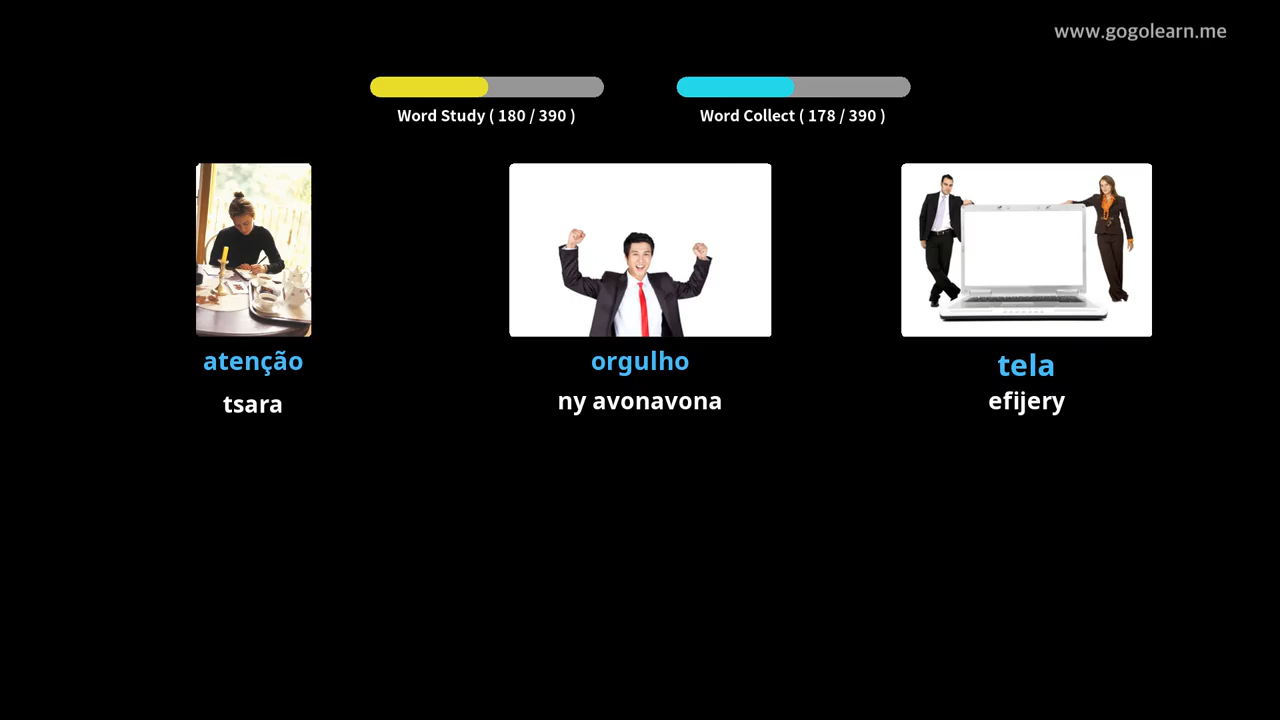 www.gogolearn.me
Word Study ( 180 / 390 )
Word Collect ( 178 / 390 )
atenção
tsara
orgulho
ny avonavona
tela
efijery